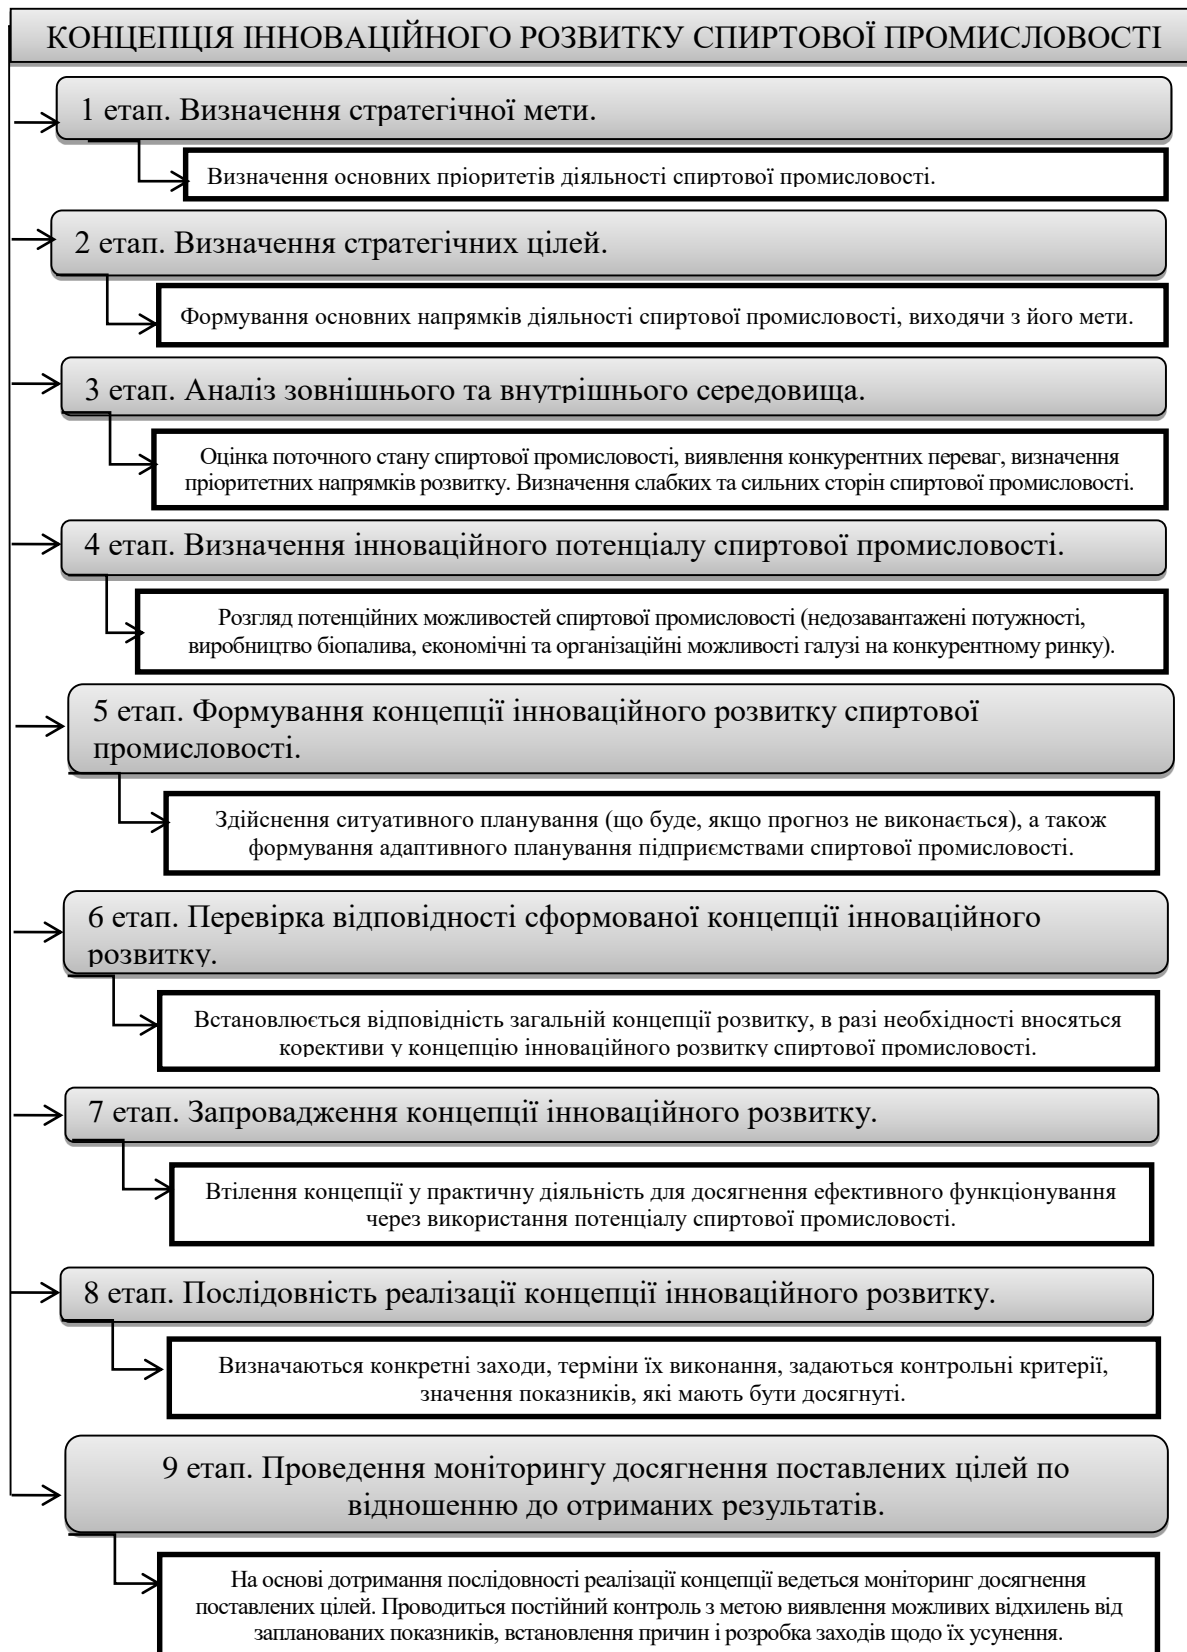 КОНЦЕПЦІЯ ІННОВАЦІЙНОГО РОЗВИТКУ СПИРТОВОЇ ПРОМИСЛОВОСТІ
1 етап. Визначення стратегічної мети.
Визначення основних пріоритетів діяльності спиртової промисловості.
2 етап. Визначення стратегічних цілей.
Формування основних напрямків діяльності спиртової промисловості, виходячи з його мети.
3 етап. Аналіз зовнішнього та внутрішнього середовища.
Оцінка поточного стану спиртової промисловості, виявлення конкурентних переваг, визначення
пріоритетних напрямків розвитку. Визначення слабких та сильних сторін спиртової промисловості.
4 етап. Визначення інноваційного потенціалу спиртової промисловості.
Розгляд потенційних можливостей спиртової промисловості (недозавантажені потужності,
виробництво біопалива, економічні та організаційні можливості галузі на конкурентному ринку).
5 етап. Формування концепції інноваційного розвитку спиртової
промисловості.
Здійснення ситуативного планування (що буде, якщо прогноз не виконається), а також
формування адаптивного планування підприємствами спиртової промисловості.
6 етап. Перевірка відповідності сформованої концепції інноваційного
розвитку.
Встановлюється відповідність загальній концепції розвитку, в разі необхідності вносяться
корективи у концепцію інноваційного розвитку спиртової промисловості.
7 етап. Запровадження концепції інноваційного розвитку.
Втілення концепції у практичну діяльність для досягнення ефективного функціонування
через використання потенціалу спиртової промисловості.
8 етап. Послідовність реалізації концепції інноваційного розвитку.
Визначаються конкретні заходи, терміни їх виконання, задаються контрольні критерії,
значення показників, які мають бути досягнуті.
9 етап. Проведення моніторингу досягнення поставлених цілей по
відношенню до отриманих результатів.
На основі дотримання послідовності реалізації концепції ведеться моніторинг досягнення
поставлених цілей. Проводиться постійний контроль з метою виявлення можливих відхилень від
запланованих показників, встановлення причин і розробка заходів щодо їх усунення.